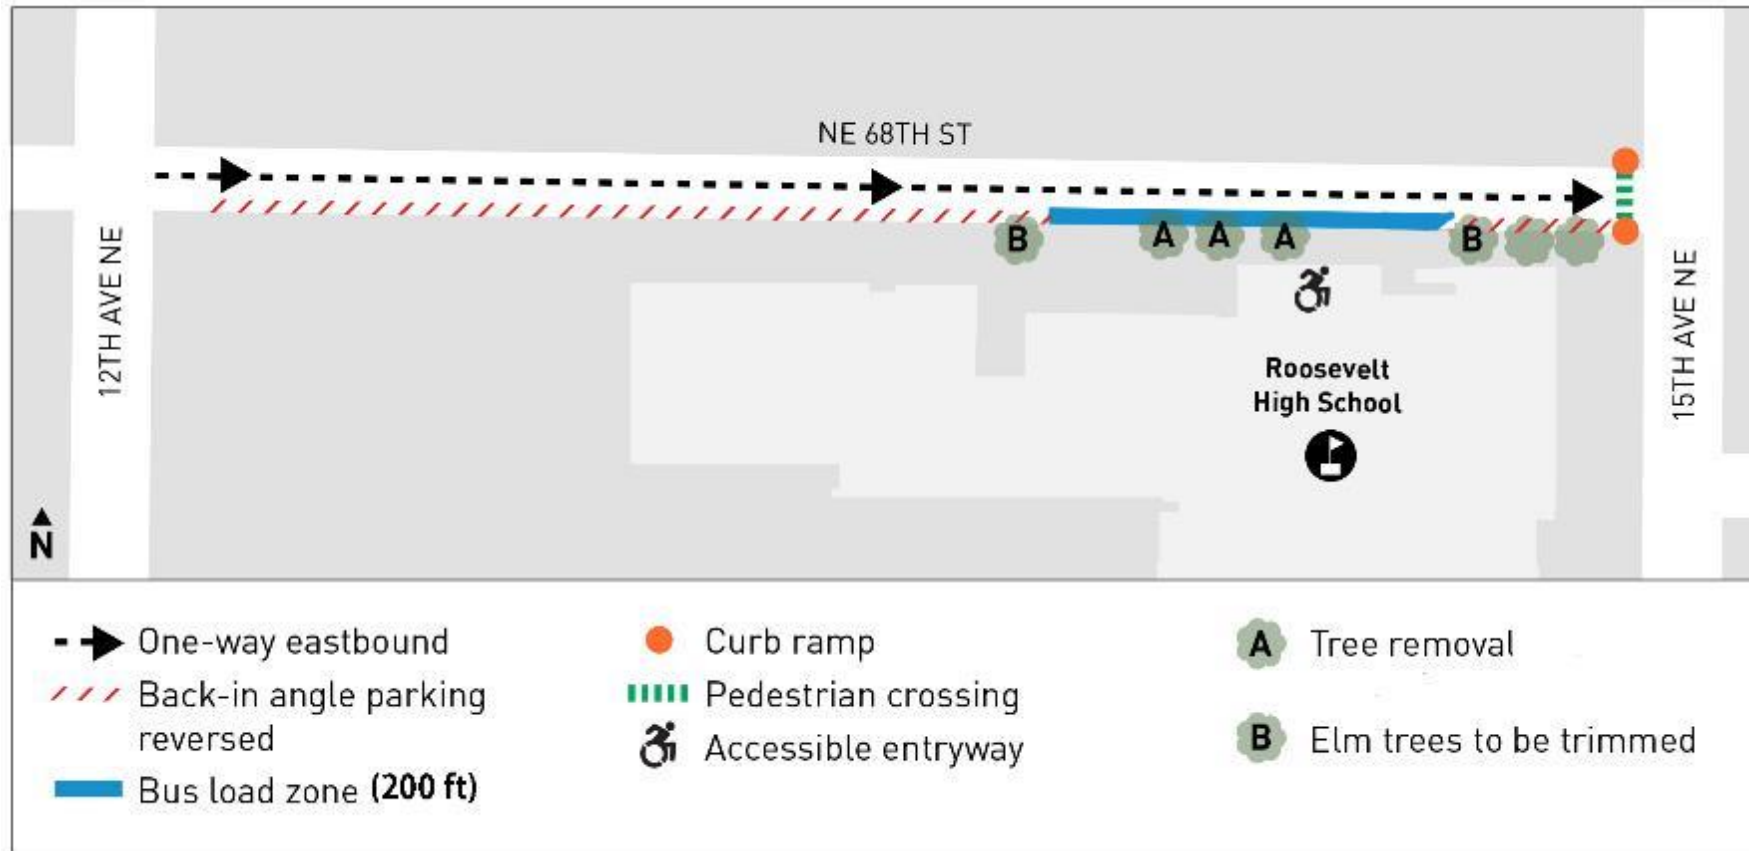 NE 68TH ST
12TH AVE NE
B
A
A
A
B
15TH AVE NE
Roosevelt
High School
N
One-way eastbound
Back-in angle parking
reversed
Bus load zone (200 ft)
Curb ramp
Pedestrian crossing
Accessible entryway
A Tree removal
B Elm trees to be trimmed